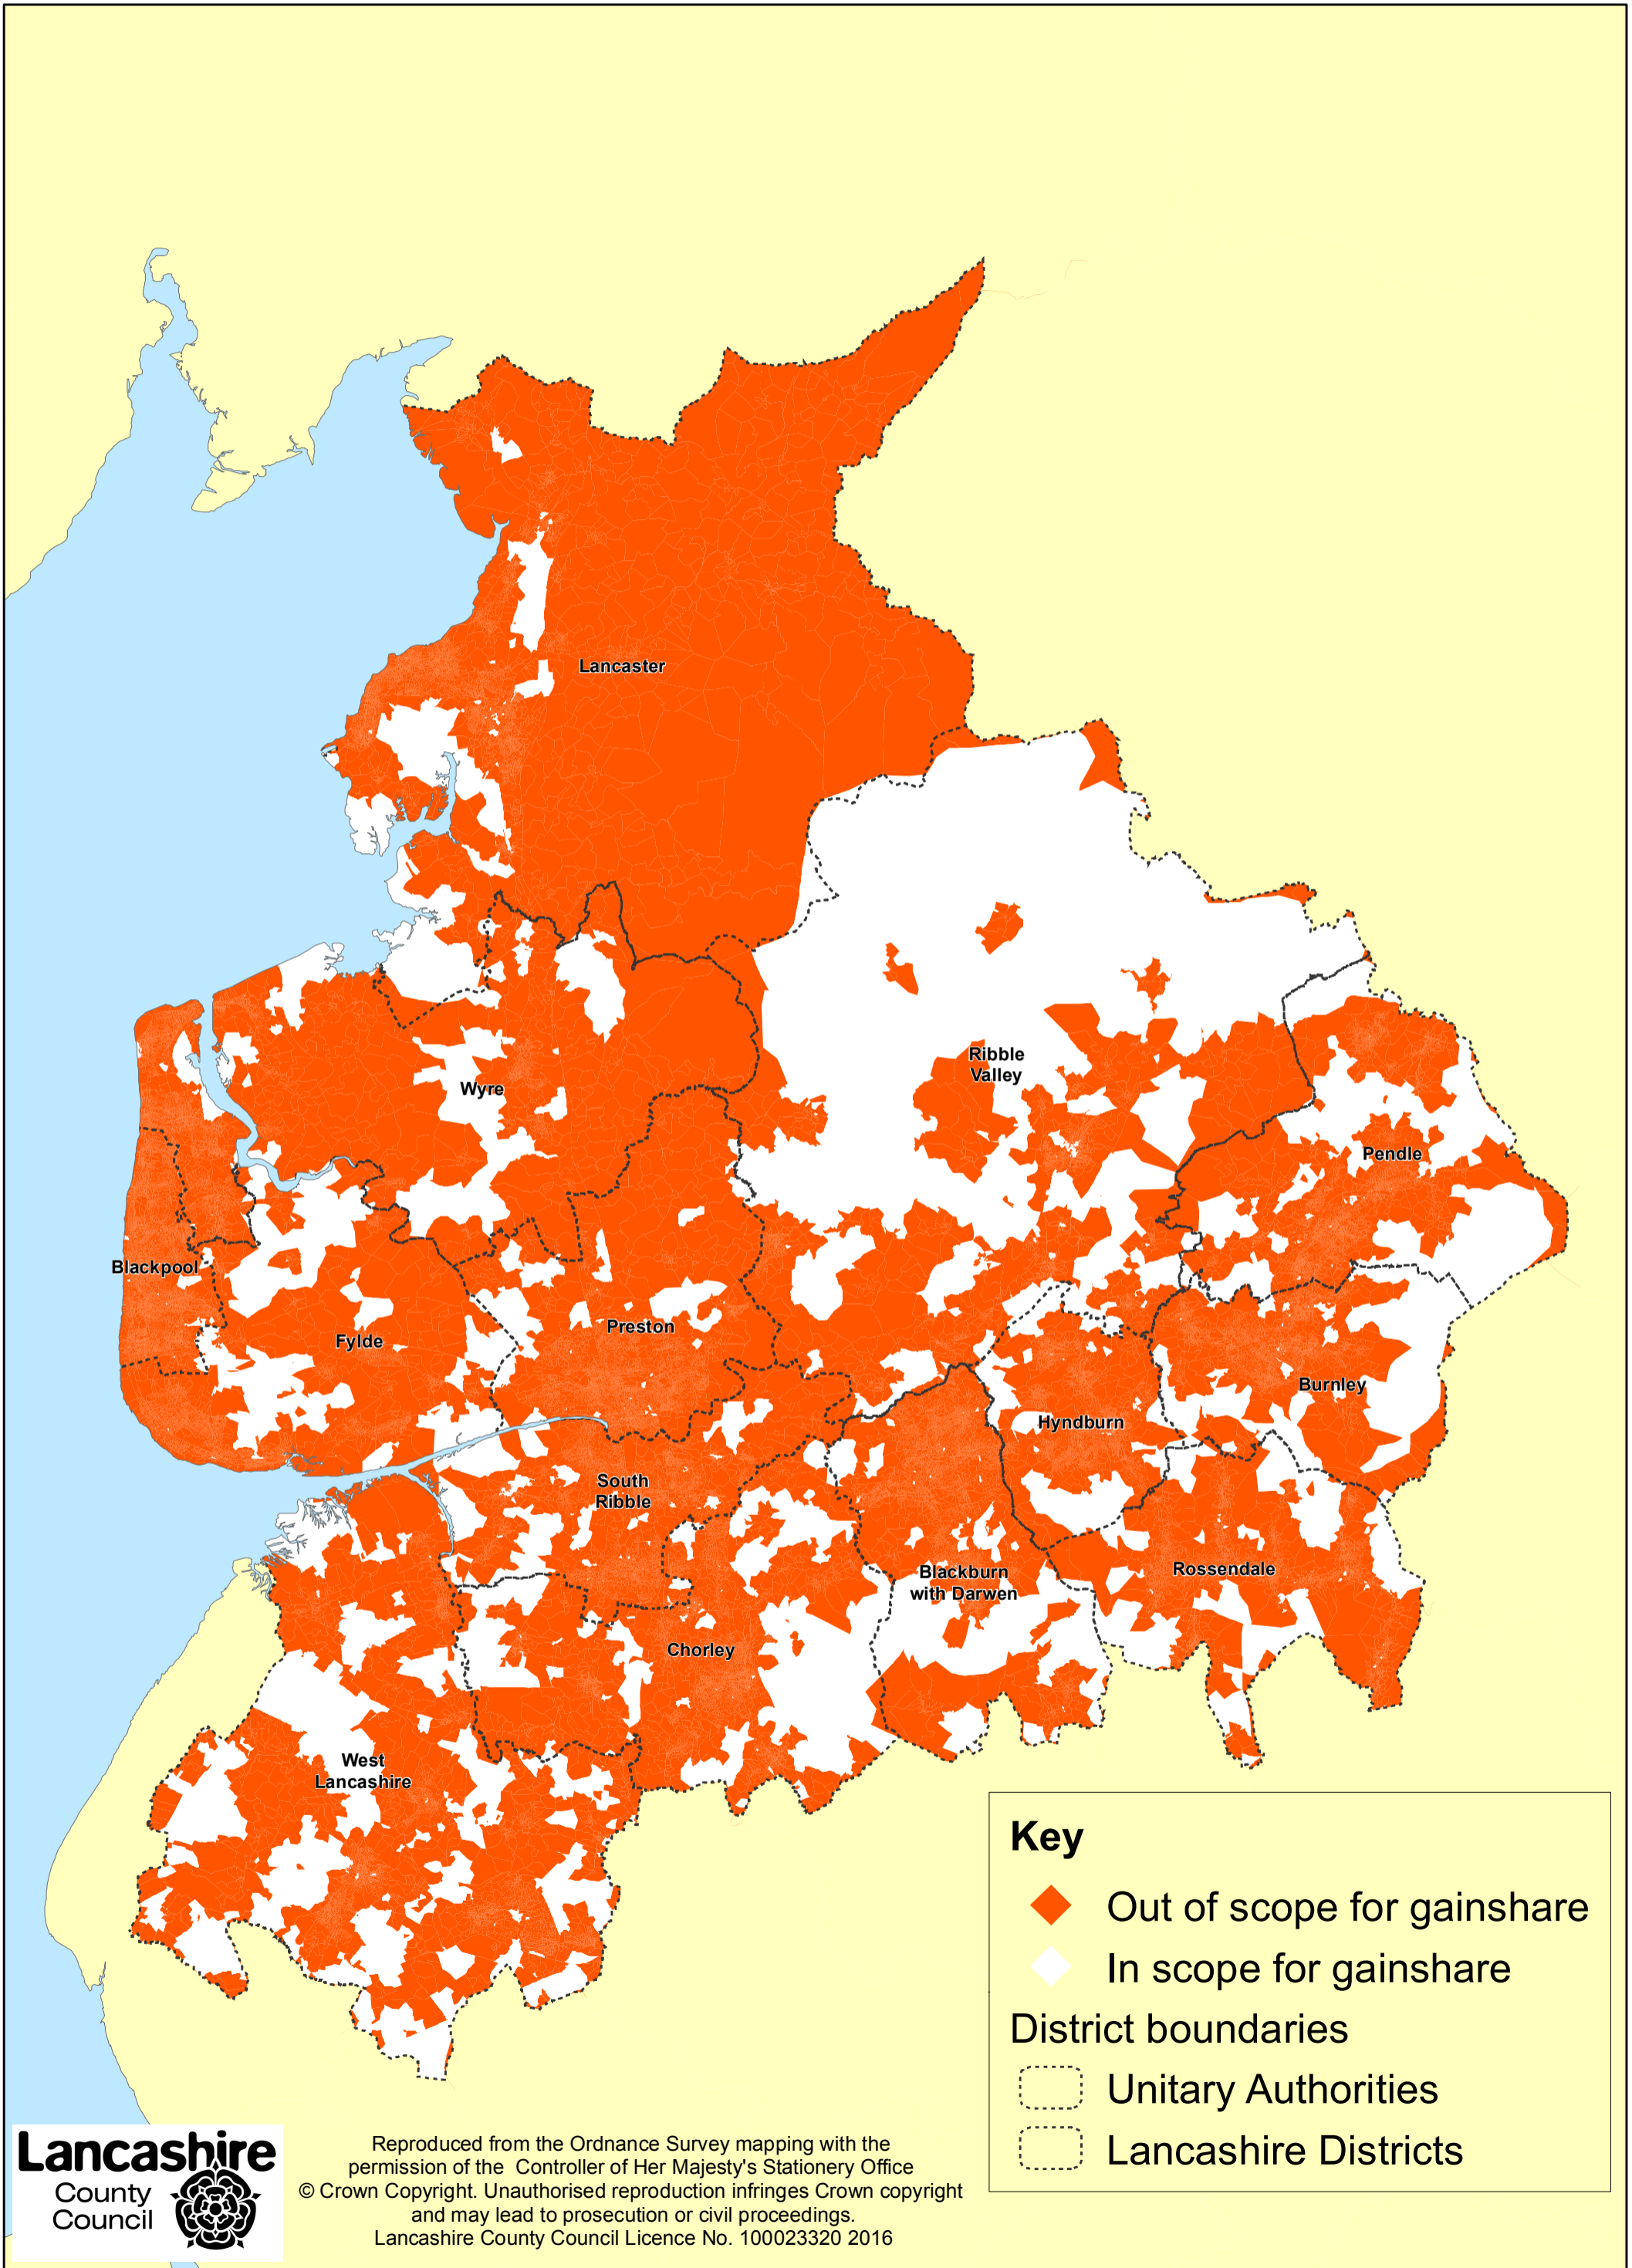 Lancaster
Ribble
Valley
Wyre
Pendle
Blackpool
Preston
Fylde
Burnley
Hyndburn
South
Ribble
Rossendale
Blackburn
with Darwen
Chorley
West
Lancashire
Key
Out of scope for gainshare
In scope for gainshare
District boundaries
Unitary Authorities
Lancashire Districts
Lancashire
County
Council
Reproduced from the Ordnance Survey mapping with the
permission of the Controller of Her Majesty's Stationery Office
© Crown Copyright. Unauthorised reproduction infringes Crown copyright
and may lead to prosecution or civil proceedings.
Lancashire County Council Licence No. 100023320 2016